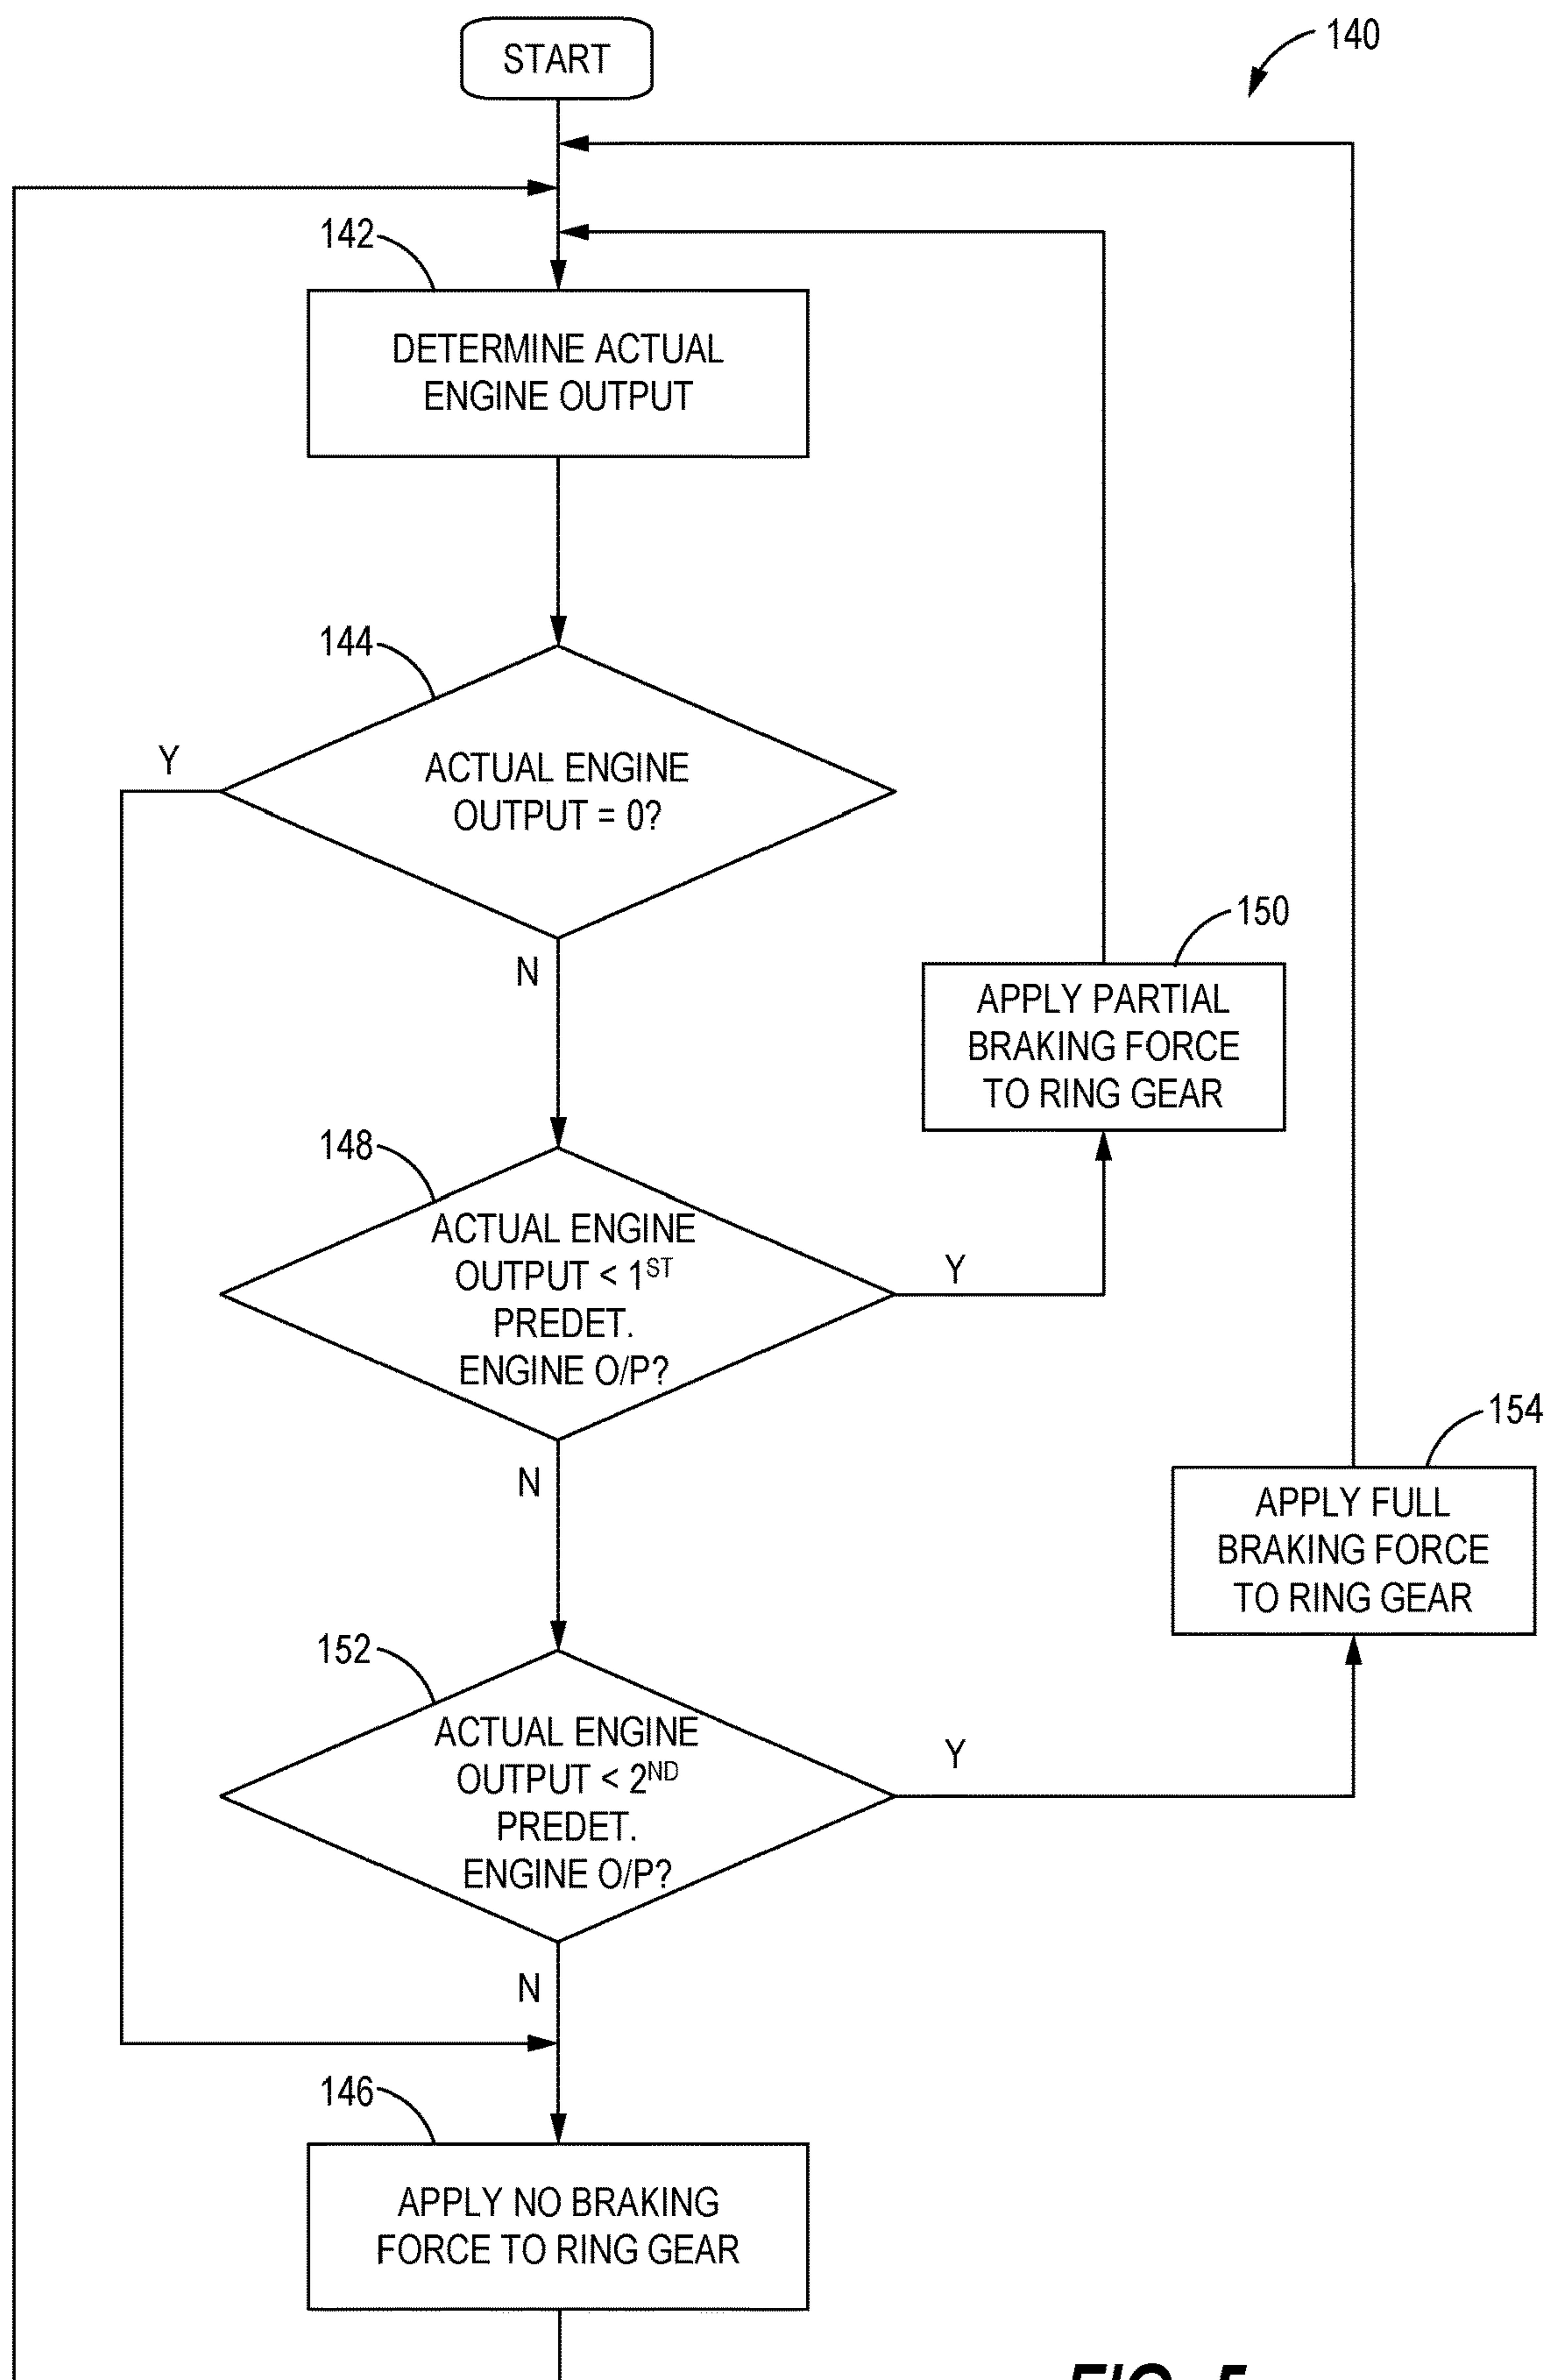 START
140
142
DETERMINE ACTUAL
ENGINE OUTPUT
144
Y
ACTUAL ENGINE
OUTPUT = 0?
N
150
APPLY PARTIAL
BRAKING FORCE
TO RING GEAR
148
ACTUAL ENGINE
OUTPUT < 1ST
PREDET.
ENGINE O/P?
Y
N
154
APPLY FULL
BRAKING FORCE
TO RING GEAR
152
ACTUAL ENGINE
OUTPUT < 2ND
PREDET.
ENGINE O/P?
Y
N
146
APPLY NO BRAKING
FORCE TO RING GEAR
FIG. 5